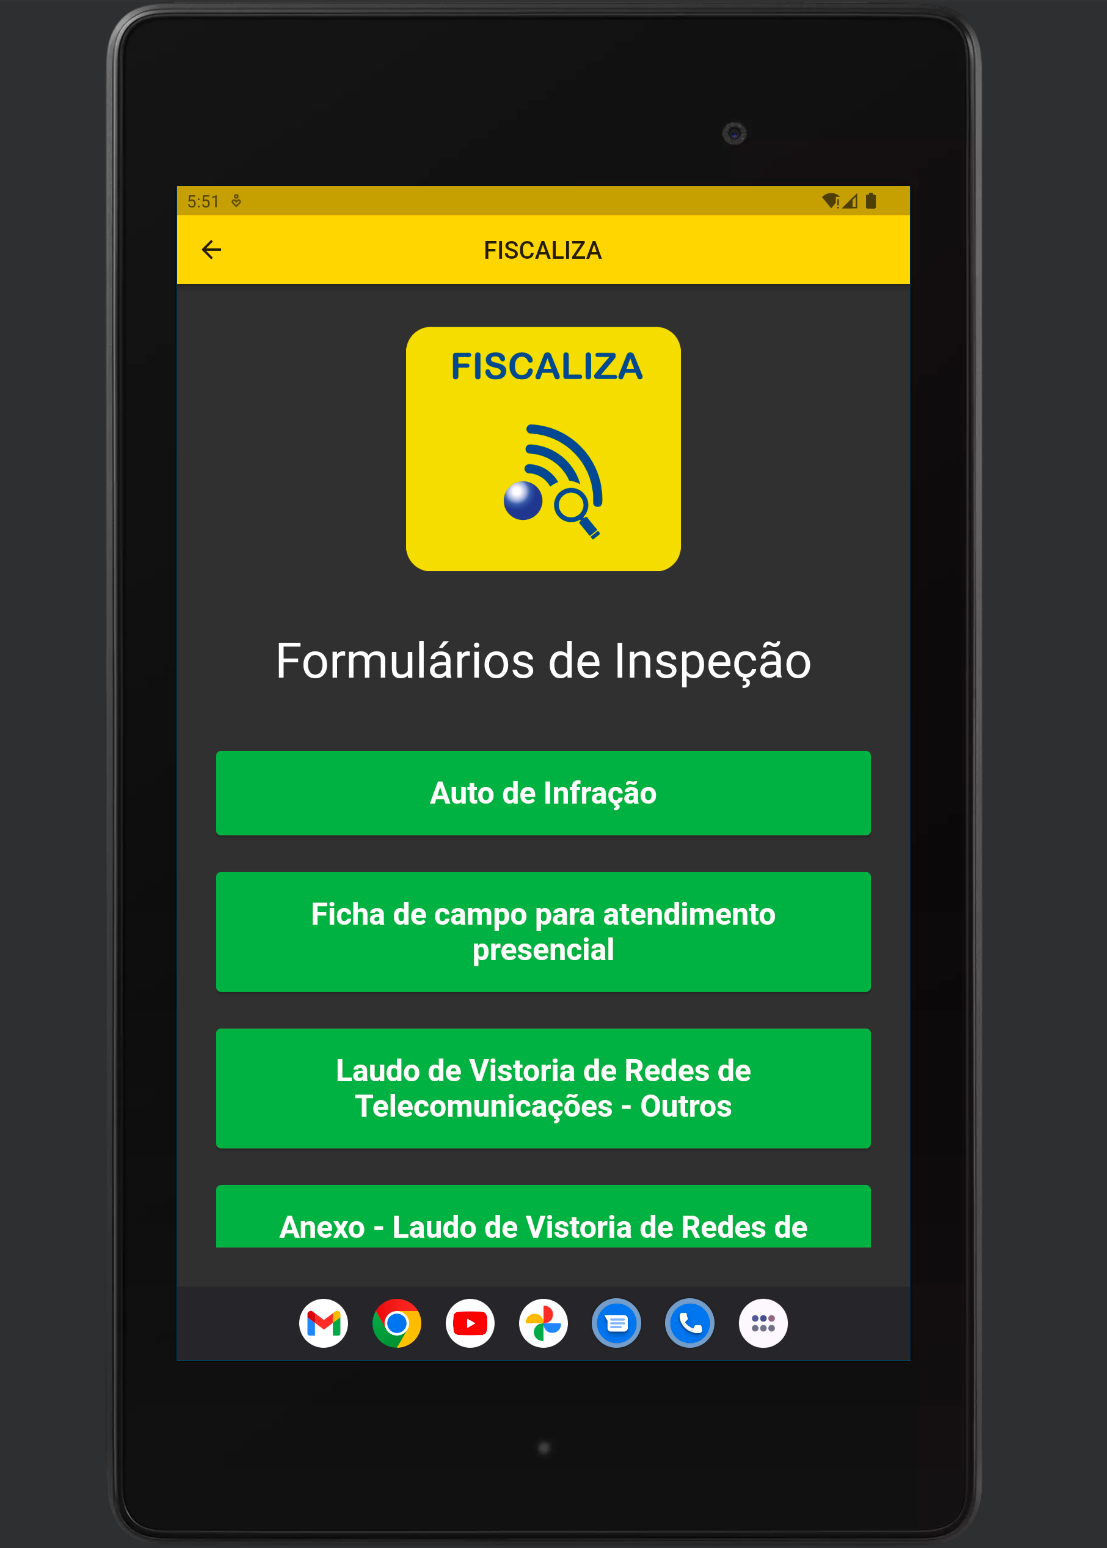 5:51
FISCALIZA
FISCALIZA
Formulários de Inspeção
Auto de Infração
Ficha de campo para atendimento
presencial
Laudo de Vistoria de Redes de
Telecomunicações - Outros
Anexo - Laudo de Vistoria de Redes de